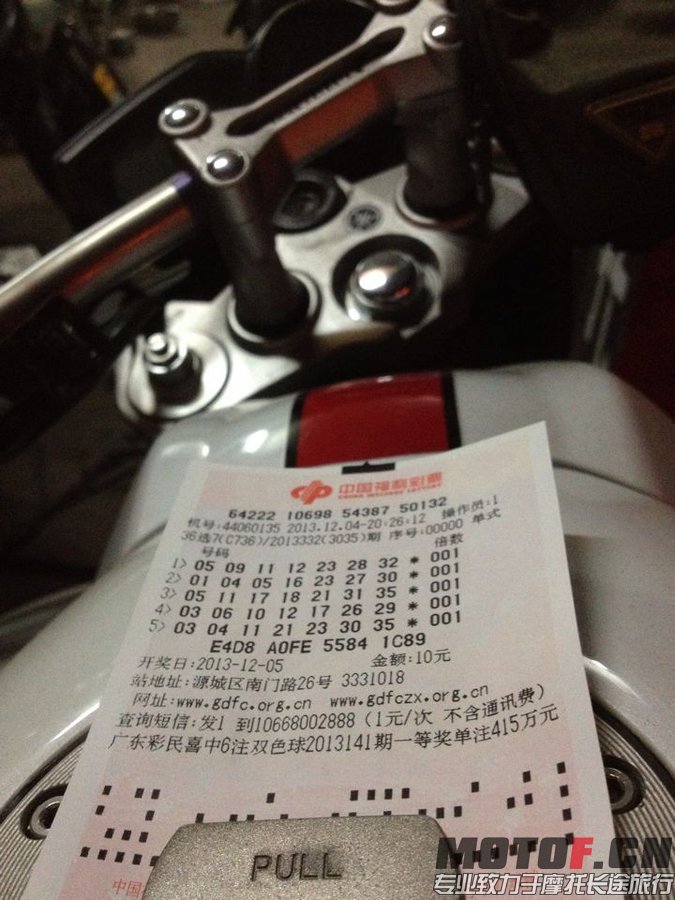 中国福利彩票
CHINA WELFARE LOTTERY
64222 10698 54387 50132
机号:44060135 2013.12.04-20:26:12 操作员:1
36选7(C736)/2013332(3035)期 序号:00000 单式
号码 倍数
1> 05 09 11 12 23 28 32 * 001
2> 01 04 05 16 23 27 30 * 001
3> 05 11 17 18 21 31 35 * 001
4> 03 06 10 12 17 26 29 * 001
5> 03 04 11 21 23 30 35 * 001
E4D8 A0FE 5584 1C89
开奖日:2013-12-05 金额:10元
站地址:源城区南门路26号 3331018
网址:www.gdfc.org.cn www.gdfczx.org.cn
查询短信:发1 到10668002888(1元/次 不含通讯费)
广东彩民喜中6注双色球2013141期一等奖单注415万元
PULL
中国
MOTOF.CN
专业致力于摩托长途旅行